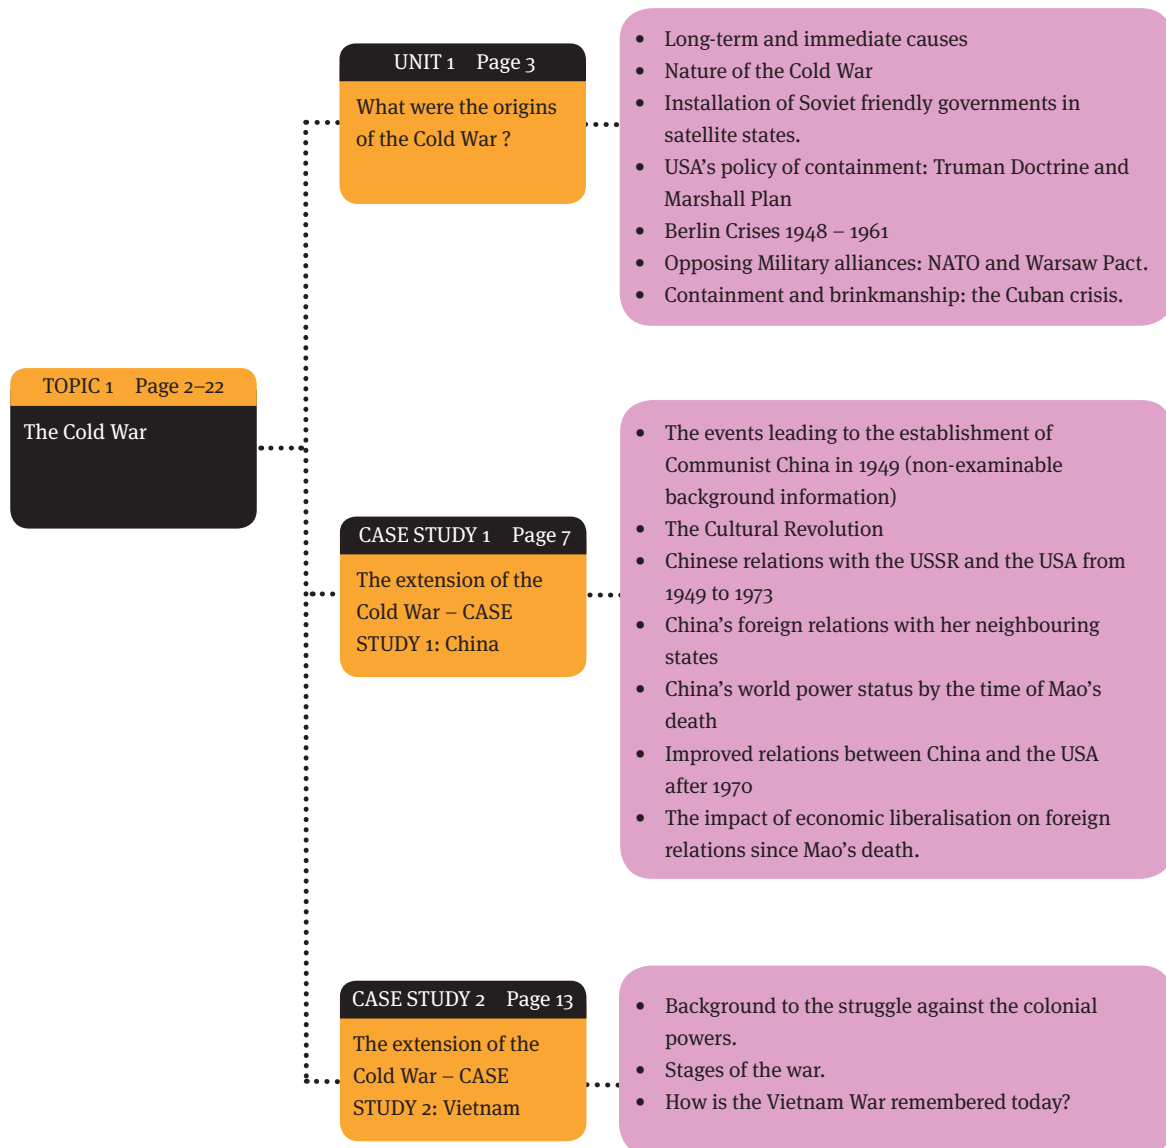 TOPIC 1 Page 2–22
The Cold War
UNIT 1 Page 3
What were the origins
of the Cold War ?
• Long-term and immediate causes
• Nature of the Cold War
• Installation of Soviet friendly governments in
satellite states.
• USA’s policy of containment: Truman Doctrine and
Marshall Plan
• Berlin Crises 1948 – 1961
• Opposing Military alliances: NATO and Warsaw Pact.
• Containment and brinkmanship: the Cuban crisis.
CASE STUDY 1 Page 7
The extension of the
Cold War – CASE
STUDY 1: China
• The events leading to the establishment of
Communist China in 1949 (non-examinable
background information)
• The Cultural Revolution
• Chinese relations with the USSR and the USA from
1949 to 1973
• China’s foreign relations with her neighbouring
states
• China’s world power status by the time of Mao’s
death
• Improved relations between China and the USA
after 1970
• The impact of economic liberalisation on foreign
relations since Mao’s death.
CASE STUDY 2 Page 13
The extension of the
Cold War – CASE
STUDY 2: Vietnam
• Background to the struggle against the colonial
powers.
• Stages of the war.
• How is the Vietnam War remembered today?